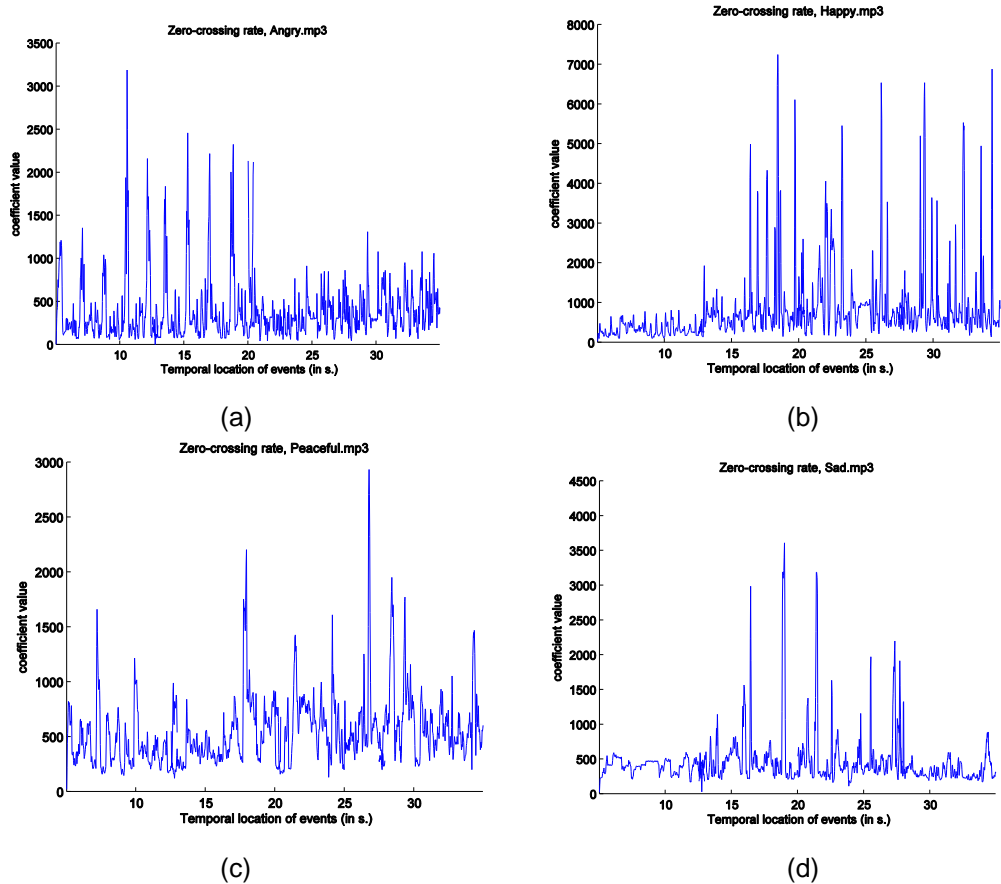 Zero-crossing rate, Angry.mp3
3500
3000
2500
2000
1500
1000
500
0
coefficient value
10 15 20 25 30
Temporal location of events (in s.)
(a)
Zero-crossing rate, Happy.mp3
8000
7000
6000
5000
4000
3000
2000
1000
0
coefficient value
10 15 20 25 30
Temporal location of events (in s.)
(b)
Zero-crossing rate, Peaceful.mp3
3000
2500
2000
1500
1000
500
0
coefficient value
10 15 20 25 30
Temporal location of events (in s.)
(c)
Zero-crossing rate, Sad.mp3
4500
4000
3500
3000
2500
2000
1500
1000
500
0
coefficient value
10 15 20 25 30
Temporal location of events (in s.)
(d)